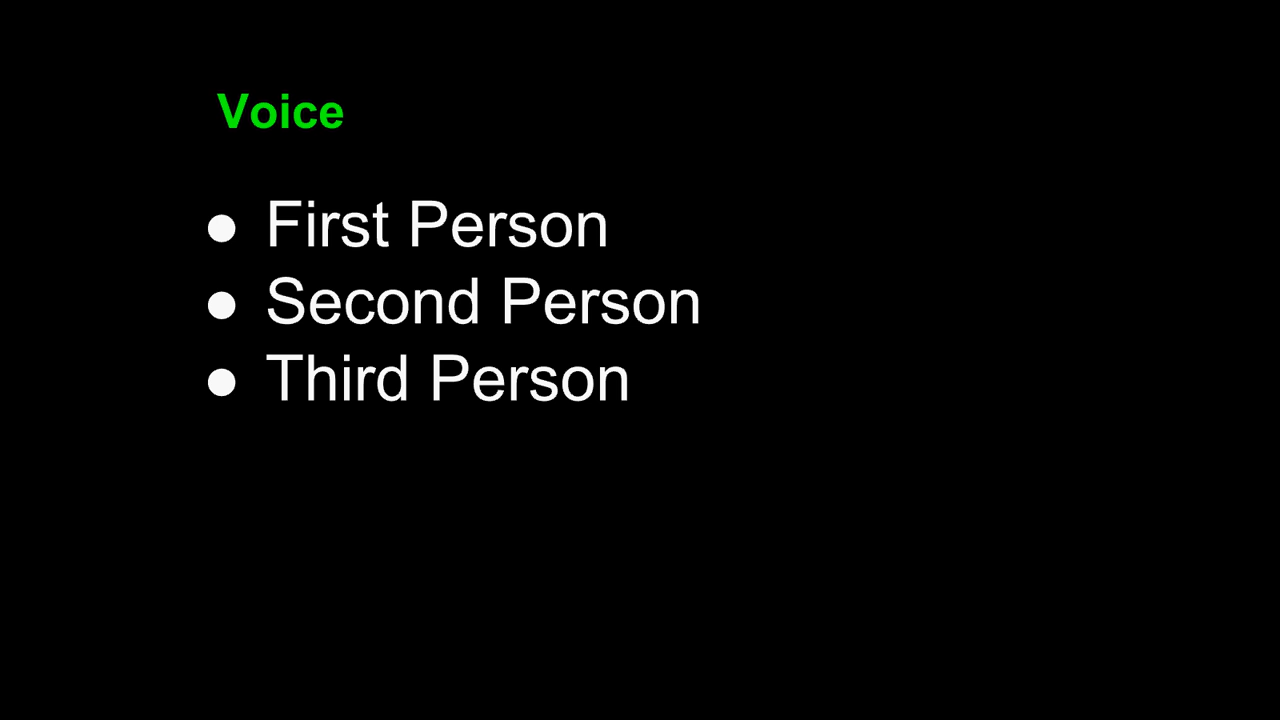 Voice
● First Person
● Second Person
● Third Person